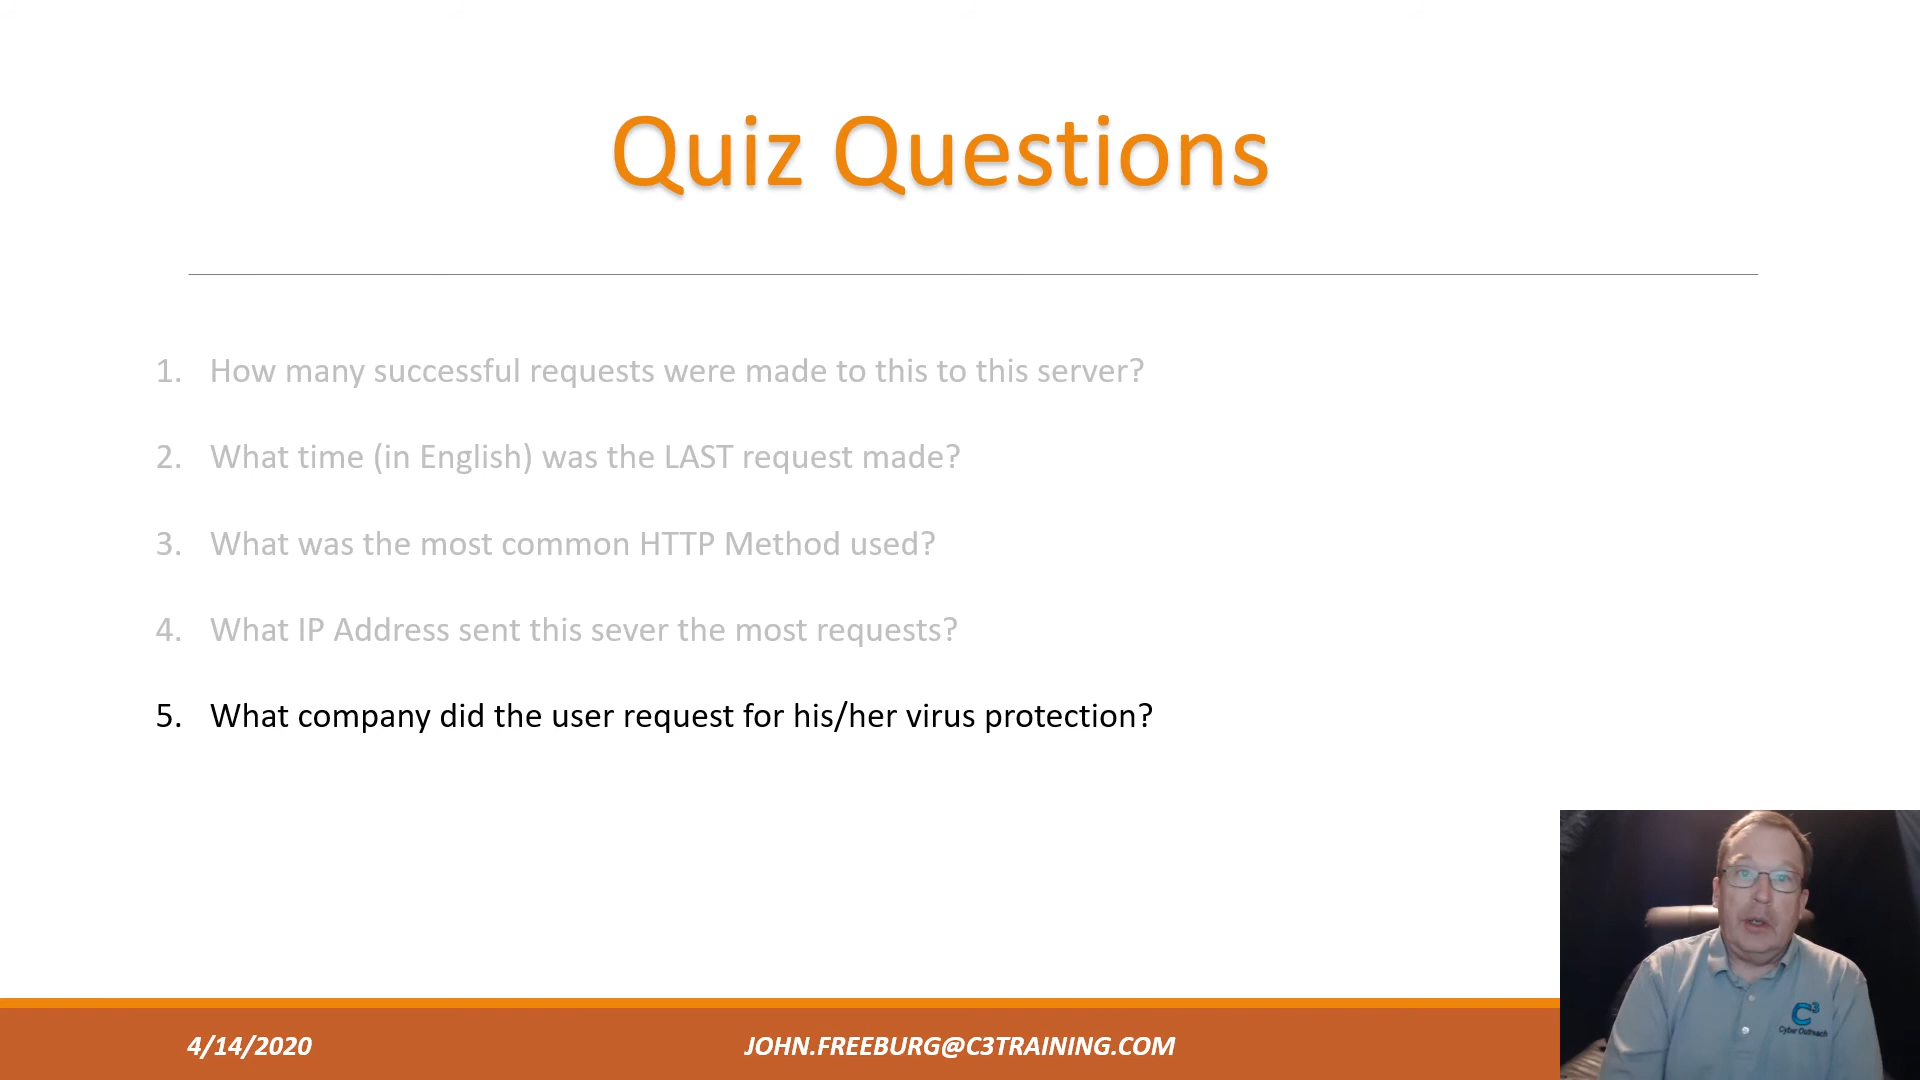 Quiz Questions
1. How many successful requests were made to this to this server?
2. What time (in English) was the LAST request made?
3. What was the most common HTTP Method used?
4. What IP Address sent this sever the most requests?
5. What company did the user request for his/her virus protection?
C3
Cyber Outreach
4/14/2020
JOHN.FREEBURG@C3TRAINING.COM